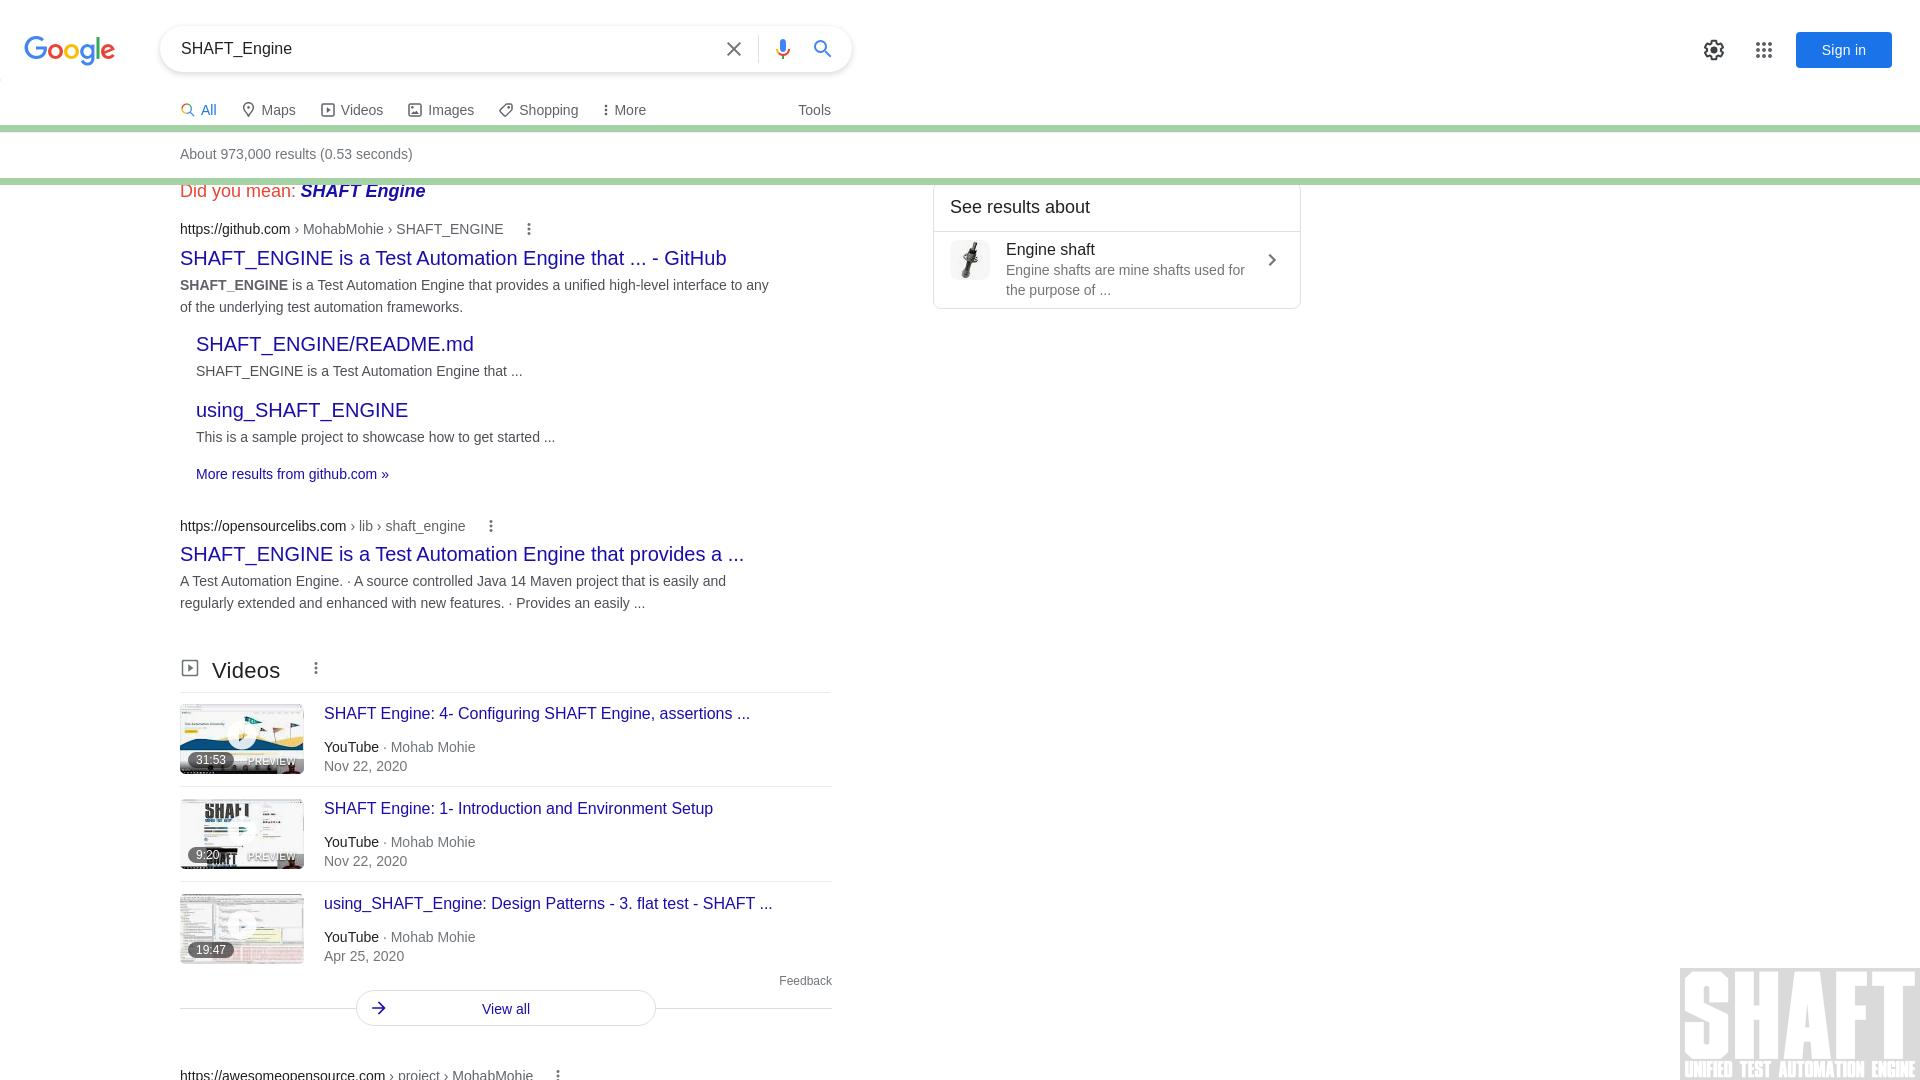 Google
SHAFT_Engine
Sign in
All
Maps
Videos
Images
Shopping
More
Tools
About 973,000 results (0.53 seconds)
Did you mean: SHAFT Engine
https://github.com › MohabMohie › SHAFT_ENGINE
SHAFT_ENGINE is a Test Automation Engine that ... - GitHub
SHAFT_ENGINE is a Test Automation Engine that provides a unified high-level interface to any
of the underlying test automation frameworks.
SHAFT_ENGINE/README.md
SHAFT_ENGINE is a Test Automation Engine that ...
using_SHAFT_ENGINE
This is a sample project to showcase how to get started ...
More results from github.com »
https://opensourcelibs.com › lib › shaft_engine
SHAFT_ENGINE is a Test Automation Engine that provides a ...
A Test Automation Engine. · A source controlled Java 14 Maven project that is easily and
regularly extended and enhanced with new features. · Provides an easily ...
Videos
SHAFT Engine: 4- Configuring SHAFT Engine, assertions ...
31:53
PREVIEW
YouTube · Mohab Mohie
Nov 22, 2020
SHAFT
SHAFT Engine: 1- Introduction and Environment Setup
9:20
PREVIEW
SHAFT
YouTube · Mohab Mohie
Nov 22, 2020
using_SHAFT_Engine: Design Patterns - 3. flat test - SHAFT ...
19:47
YouTube · Mohab Mohie
Apr 25, 2020
Feedback
View all
https://awesomeopensource.com › project › MohabMohie
See results about
Engine shaft
Engine shafts are mine shafts used for
the purpose of ...
SHAFT
UNIFIED TEST AUTOMATION ENGINE